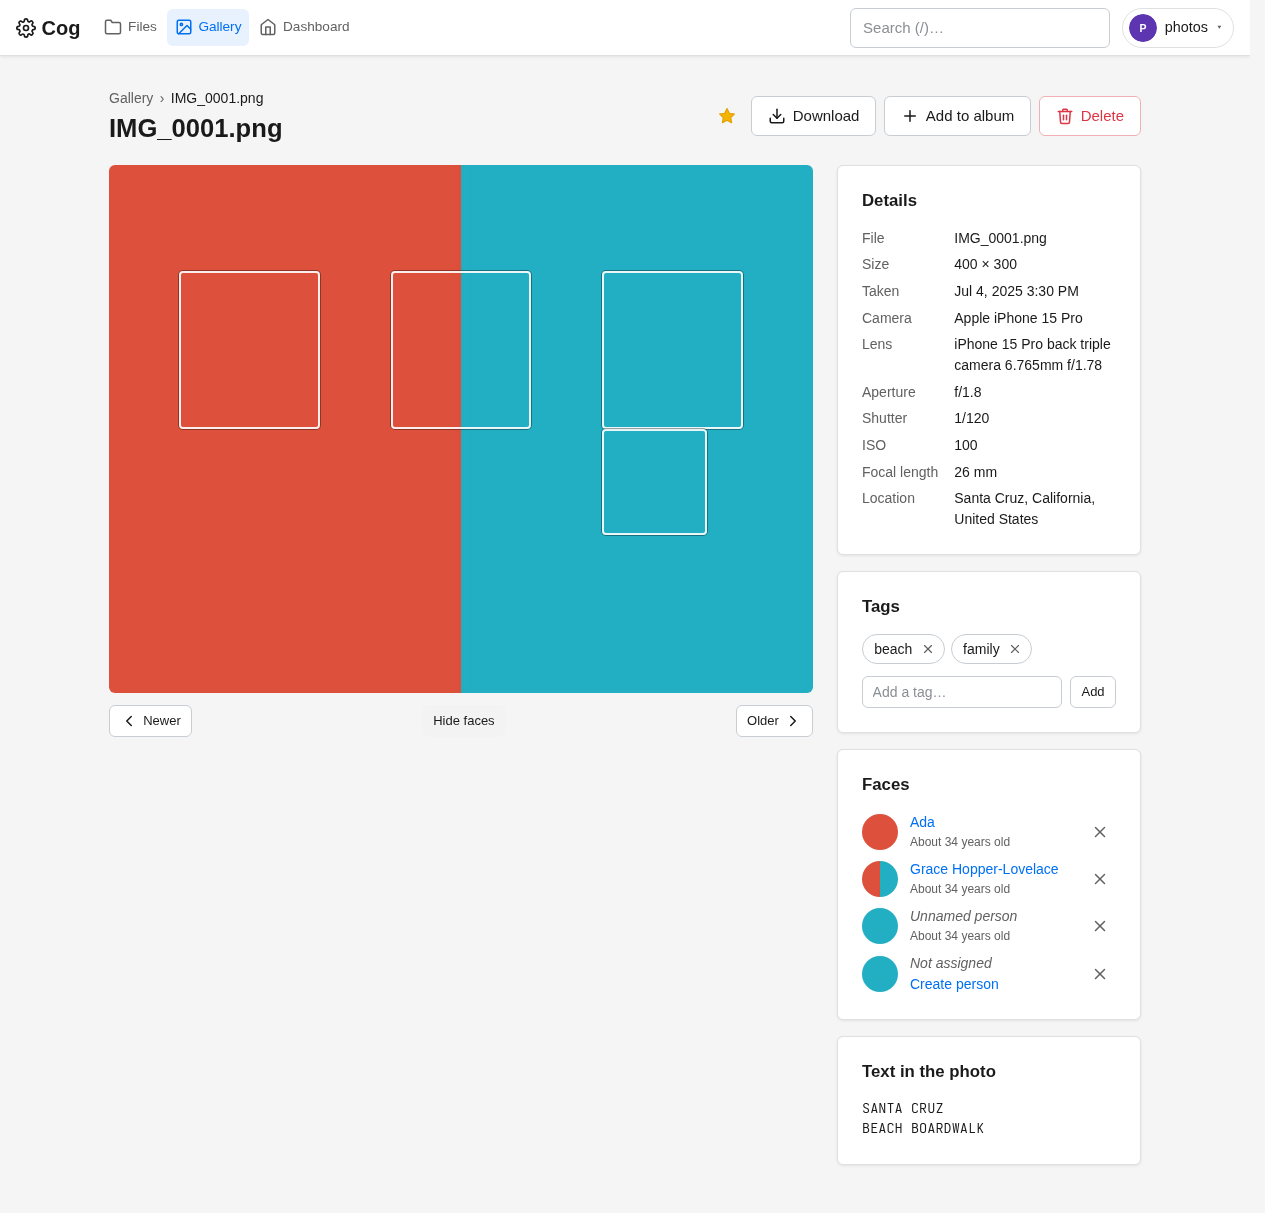 Cog
Files
Gallery
Dashboard
Search (/)…
P
photos
Gallery › IMG_0001.png
IMG_0001.png
Download
Add to album
Delete
Newer
Hide faces
Older
Details
File IMG_0001.png
Size 400 × 300
Taken Jul 4, 2025 3:30 PM
Camera Apple iPhone 15 Pro
Lens iPhone 15 Pro back triple
camera 6.765mm f/1.78
Aperture f/1.8
Shutter 1/120
ISO 100
Focal length 26 mm
Location Santa Cruz, California,
United States
Tags
beach
family
Add a tag…
Add
Faces
Ada
About 34 years old
Grace Hopper-Lovelace
About 34 years old
Unnamed person
About 34 years old
Not assigned
Create person
Text in the photo
SANTA CRUZ
BEACH BOARDWALK